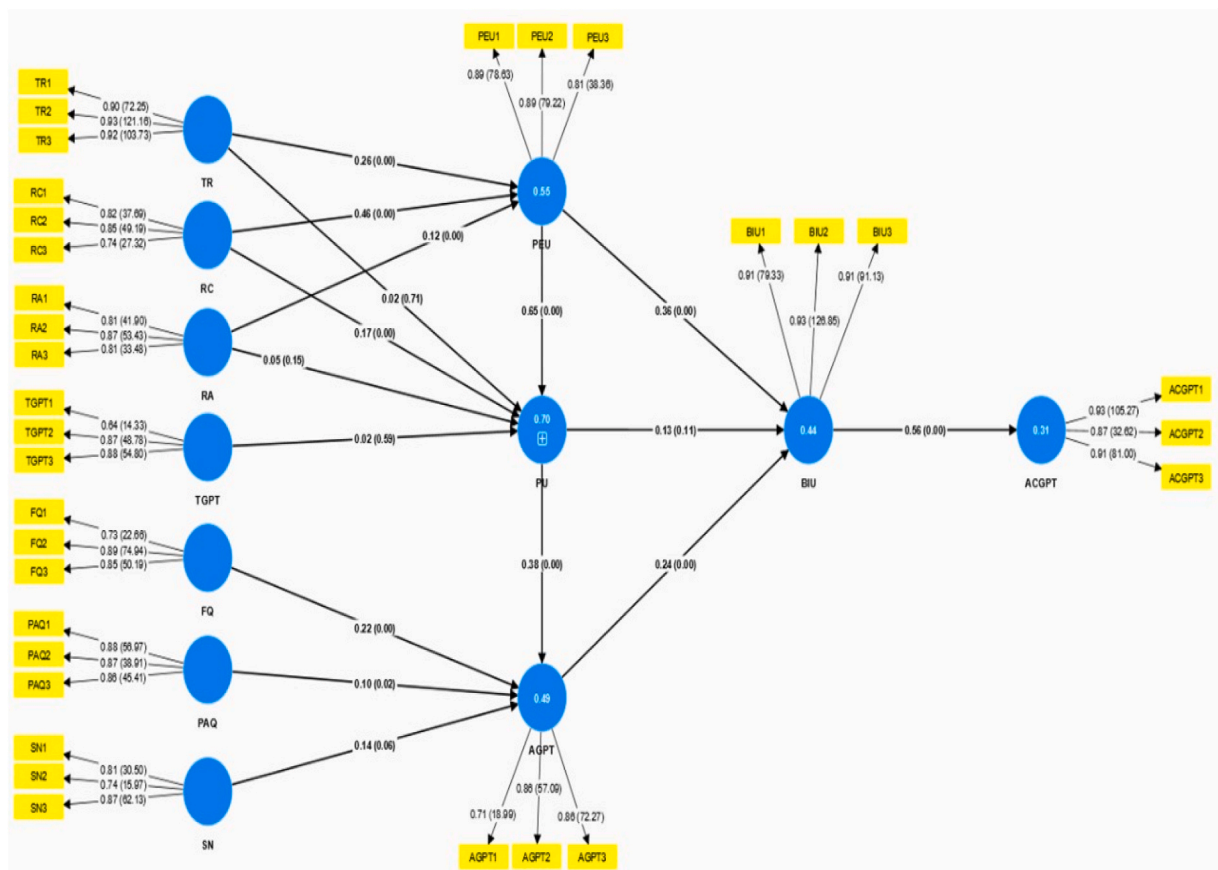 PEU1
PEU2
PEU3
0.89 (78.63)
0.89 (79.22)
0.81 (38.36)
TR1
TR2
TR3
0.90 (72.25)
0.93 (121.16)
0.92 (103.73)
TR
0.26 (0.00)
0.55
PEU
RC1
RC2
RC3
0.82 (37.69)
0.85 (49.19)
0.74 (27.32)
RC
0.46 (0.00)
0.12 (0.00)
0.02 (0.71)
0.17 (0.00)
BIU1
BIU2
BIU3
0.91 (79.33)
0.93 (126.85)
0.91 (91.13)
RA1
RA2
RA3
0.81 (41.90)
0.87 (53.43)
0.81 (33.48)
RA
0.05 (0.15)
0.65 (0.00)
0.36 (0.00)
TGPT1
TGPT2
TGPT3
0.64 (14.33)
0.87 (48.78)
0.88 (54.80)
TGPT
0.02 (0.59)
0.70
PU
0.13 (0.11)
0.44
BIU
0.56 (0.00)
0.31
ACGPT
0.93 (105.27)
0.87 (32.62)
0.91 (81.00)
ACGPT1
ACGPT2
ACGPT3
FQ1
FQ2
FQ3
0.73 (22.66)
0.89 (74.94)
0.85 (50.19)
FQ
0.22 (0.00)
0.38 (0.00)
0.24 (0.00)
PAQ1
PAQ2
PAQ3
0.88 (56.97)
0.87 (38.91)
0.86 (45.41)
PAQ
0.10 (0.02)
0.49
AGPT
SN1
SN2
SN3
0.81 (30.50)
0.74 (15.97)
0.87 (62.13)
SN
0.14 (0.06)
0.71 (18.99)
0.86 (57.09)
0.86 (72.27)
AGPT1
AGPT2
AGPT3